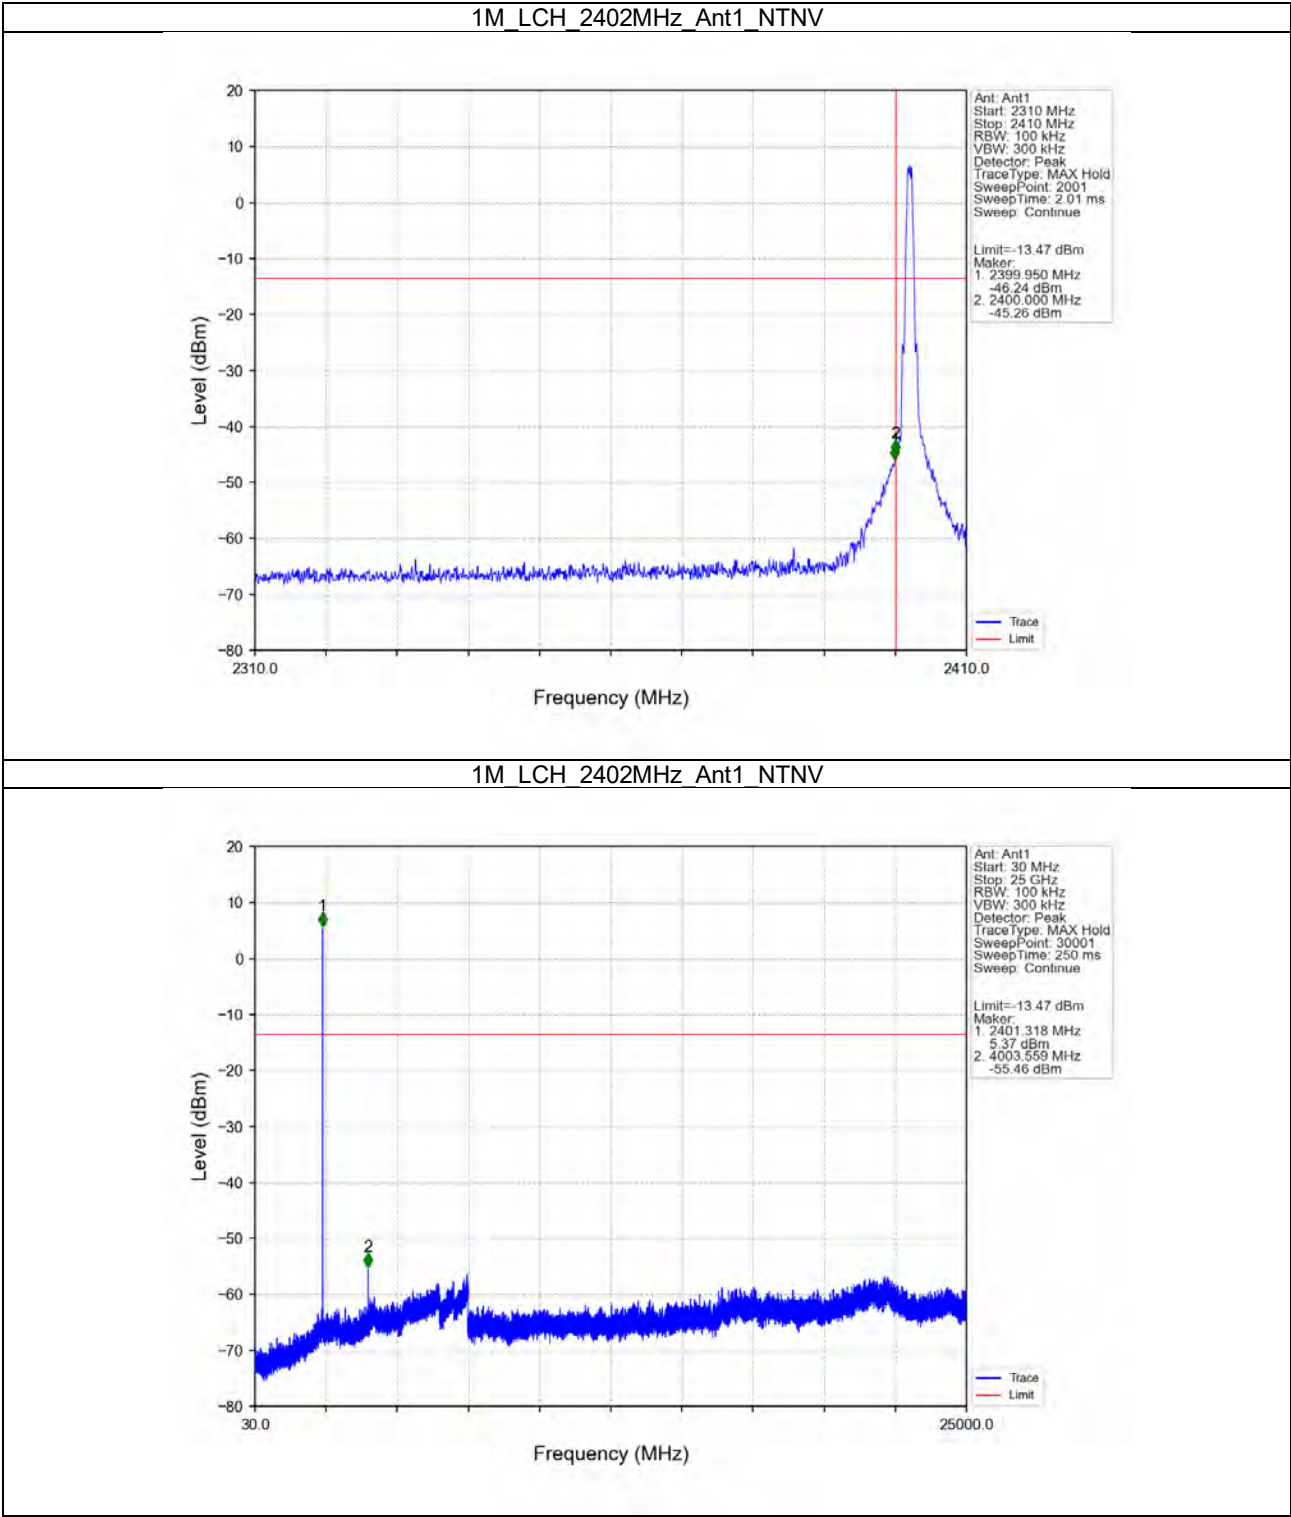 1M_LCH_2402MHz_Ant1_NTNV
20
10
0
−10
−20
−30
−40
−50
−60
−70
−80
Level (dBm)
2
2310.0
2410.0
Frequency (MHz)
Ant: Ant1
Start: 2310 MHz
Stop: 2410 MHz
RBW: 100 kHz
VBW: 300 kHz
Detector: Peak
TraceType: MAX Hold
SweepPoint: 2001
SweepTime: 2.01 ms
Sweep: Continue
Limit=-13.47 dBm
Maker:
1. 2399.950 MHz
-46.24 dBm
2. 2400.000 MHz
-45.26 dBm
Trace
Limit
1M_LCH_2402MHz_Ant1_NTNV
20
10
0
−10
−20
−30
−40
−50
−60
−70
−80
Level (dBm)
1
2
30.0
25000.0
Frequency (MHz)
Ant: Ant1
Start: 30 MHz
Stop: 25 GHz
RBW: 100 kHz
VBW: 300 kHz
Detector: Peak
TraceType: MAX Hold
SweepPoint: 30001
SweepTime: 250 ms
Sweep: Continue
Limit=-13.47 dBm
Maker:
1. 2401.318 MHz
5.37 dBm
2. 4003.559 MHz
-55.46 dBm
Trace
Limit